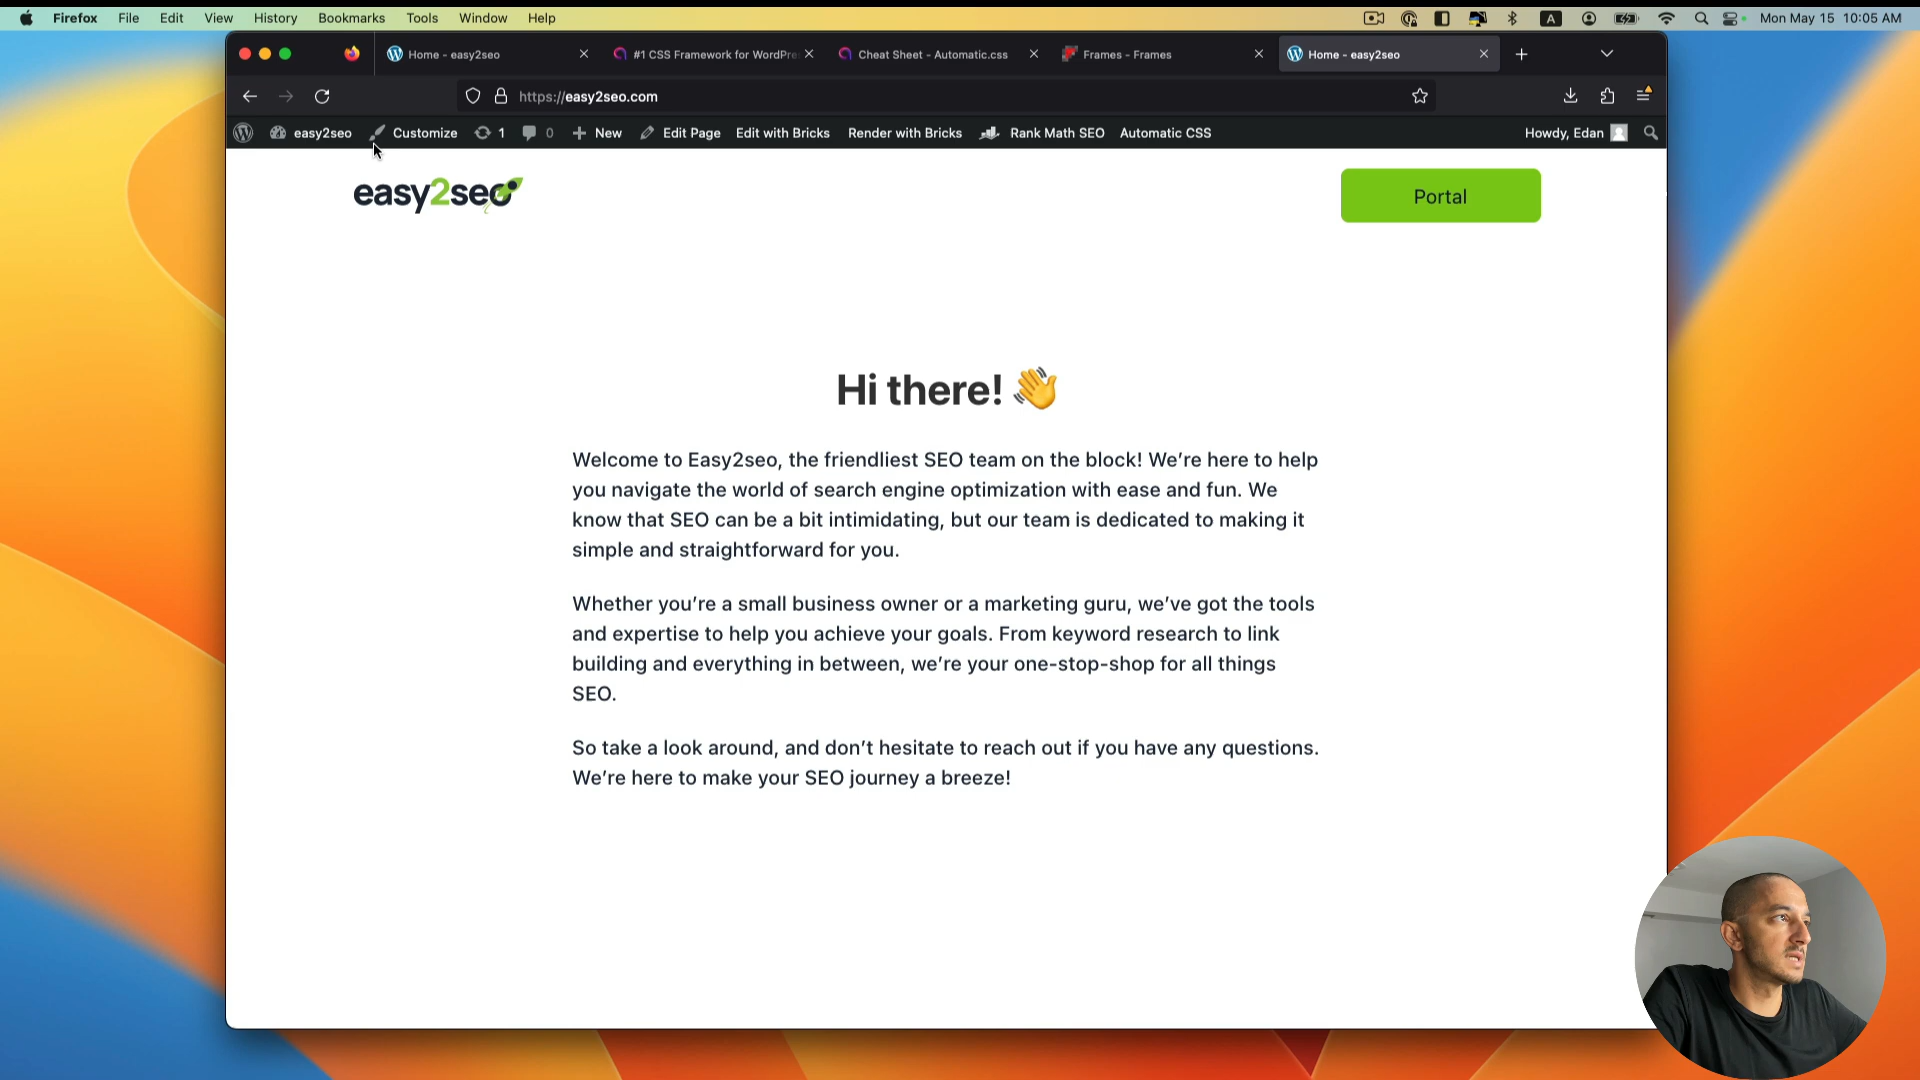 Firefox File Edit View History Bookmarks Tools Window Help
A
Mon May 15 10:05 AM
Home - easy2seo
#1 CSS Framework for WordPre
Cheat Sheet - Automatic.css
Frames - Frames
Home - easy2seo
https://easy2seo.com
easy2seo Customize 1 0 New Edit Page Edit with Bricks Render with Bricks Rank Math SEO Automatic CSS Howdy, Edan
easy2seo
Portal
Hi there! 👋
Welcome to Easy2seo, the friendliest SEO team on the block! We’re here to help
you navigate the world of search engine optimization with ease and fun. We
know that SEO can be a bit intimidating, but our team is dedicated to making it
simple and straightforward for you.
Whether you’re a small business owner or a marketing guru, we’ve got the tools
and expertise to help you achieve your goals. From keyword research to link
building and everything in between, we’re your one-stop-shop for all things
SEO.
So take a look around, and don’t hesitate to reach out if you have any questions.
We’re here to make your SEO journey a breeze!